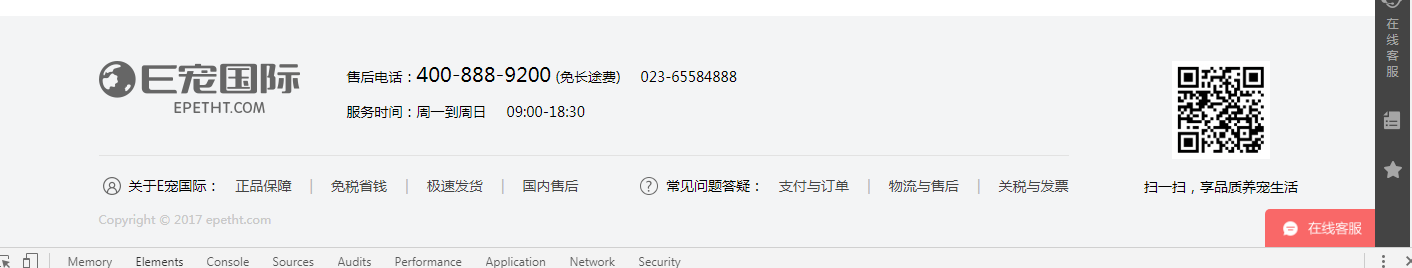 E宠国际
EPETHT.COM
售后电话：400-888-9200 (免长途费) 023-65584888
服务时间：周一到周日 09:00-18:30
关于E宠国际： 正品保障 | 免税省钱 | 极速发货 | 国内售后
常见问题答疑： 支付与订单 | 物流与售后 | 关税与发票
Copyright © 2017 epetht.com
扫一扫，享品质养宠生活
在线客服
在线客服
Memory Elements Console Sources Audits Performance Application Network Security